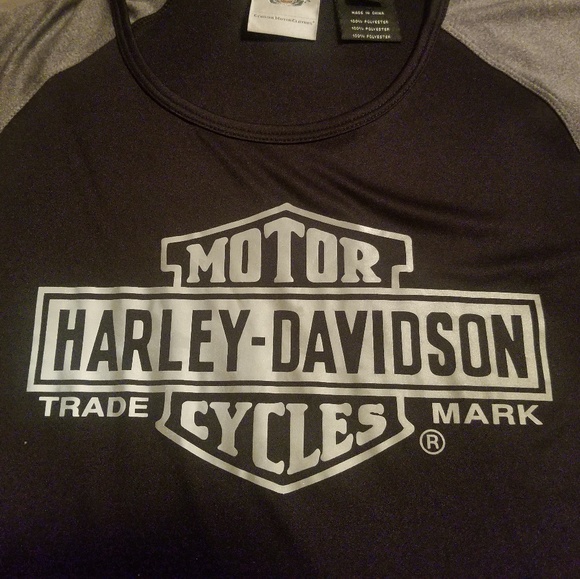 MADE IN CHINA
100% POLYESTER
100% POLYESTER
100% POLYESTER
MOTOR
HARLEY-DAVIDSON
TRADE MARK
CYCLES
®